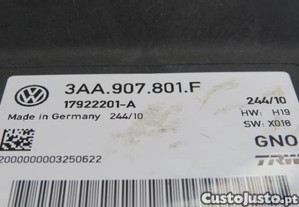 3AA.907.801.F
17922201-A
244/10
Made in Germany 244/10
HW: H19
SW: X016
GNO
2000000003250622
TRW
CustoJusto.pt